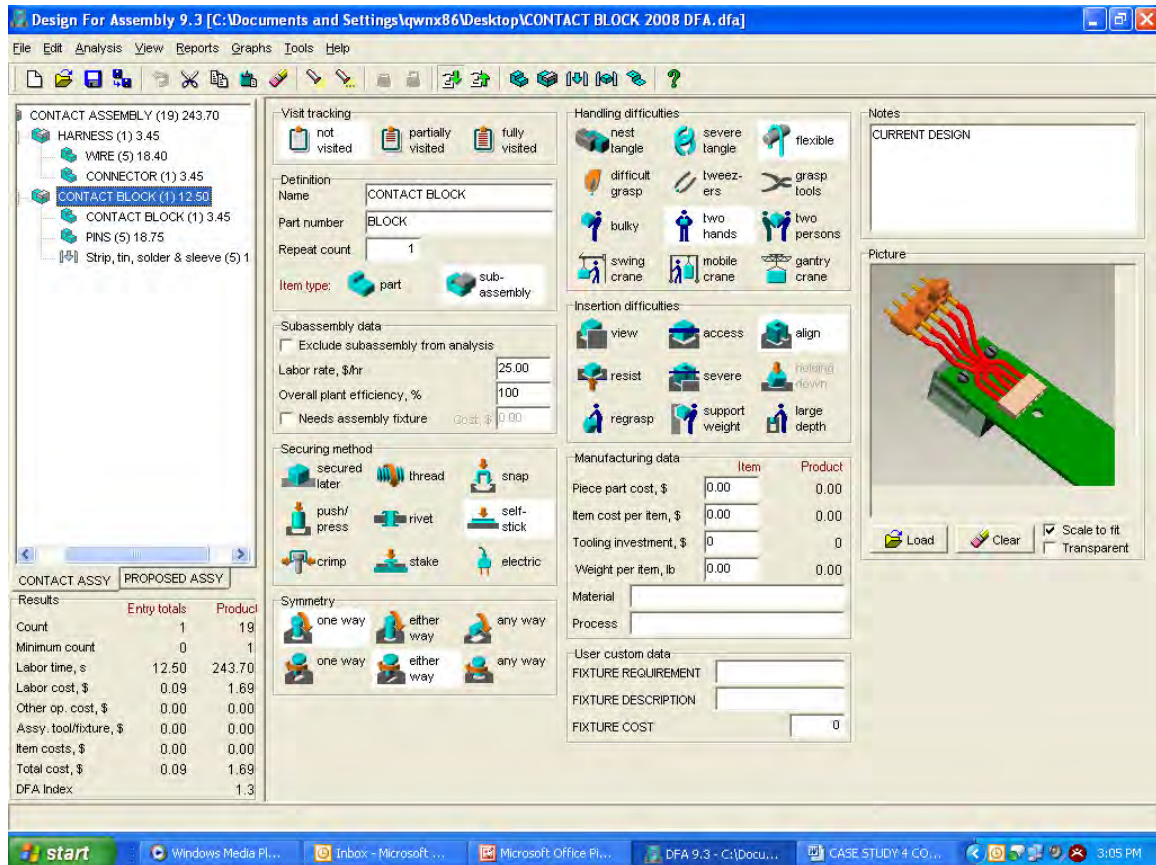 Design For Assembly 9.3 [C:\Documents and Settings\qwnx86\Desktop\CONTACT BLOCK 2008 DFA.dfa]
File Edit Analysis View Reports Graphs Tools Help
CONTACT ASSEMBLY (19) 243.70
HARNESS (1) 3.45
WIRE (5) 18.40
CONNECTOR (1) 3.45
CONTACT BLOCK (1) 12.50
CONTACT BLOCK (1) 3.45
PINS (5) 18.75
Strip, tin, solder & sleeve (5) 1
CONTACT ASSY PROPOSED ASSY
Results
Entry totals Product
Count 1 19
Minimum count 0 1
Labor time, s 12.50 243.70
Labor cost, $ 0.09 1.69
Other op. cost, $ 0.00 0.00
Assy. tool/fixture, $ 0.00 0.00
Item costs, $ 0.00 0.00
Total cost, $ 0.09 1.69
DFA Index 1.3
Visit tracking
not visited partially visited fully visited
Definition
Name CONTACT BLOCK
Part number BLOCK
Repeat count 1
Item type: part sub-assembly
Subassembly data
Exclude subassembly from analysis
Labor rate, $/hr 25.00
Overall plant efficiency, % 100
Needs assembly fixture Cost, $ 0.00
Securing method
secured later thread snap
push/press rivet self-stick
crimp stake electric
Symmetry
one way either way any way
one way either way any way
Handling difficulties
nest tangle severe tangle flexible
difficult grasp tweez-ers grasp tools
bulky two hands two persons
swing crane mobile crane gantry crane
Insertion difficulties
view access align
resist severe holding down
regrasp support weight large depth
Manufacturing data
Item Product
Piece part cost, $ 0.00 0.00
Item cost per item, $ 0.00 0.00
Tooling investment, $ 0 0
Weight per item, lb 0.00 0.00
Material
Process
User custom data
FIXTURE REQUIREMENT
FIXTURE DESCRIPTION
FIXTURE COST 0
Notes
CURRENT DESIGN
Picture
Load Clear Scale to fit
Transparent
start Windows Media Pl... Inbox - Microsoft ... Microsoft Office Pi... DFA 9.3 - C:\Docu... CASE STUDY 4 CO... 3:05 PM